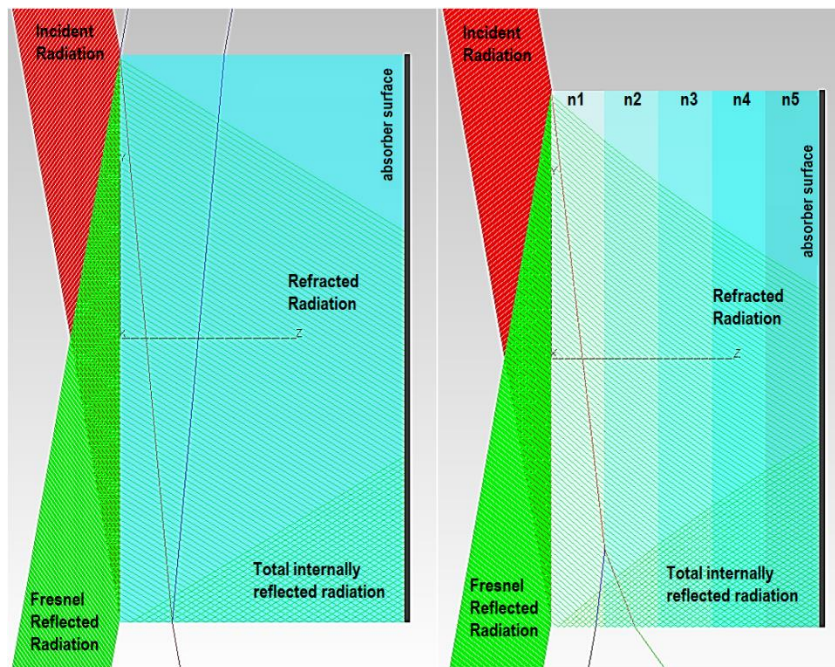 Incident
Radiation
absorber surface
Y
Refracted
Radiation
X
Z
Total internally
reflected radiation
Fresnel
Reflected
Radiation
Incident
Radiation
n1
n2
n3
n4
n5
absorber surface
Y
Refracted
Radiation
X
Z
Total internally
reflected radiation
Fresnel
Reflected
Radiation